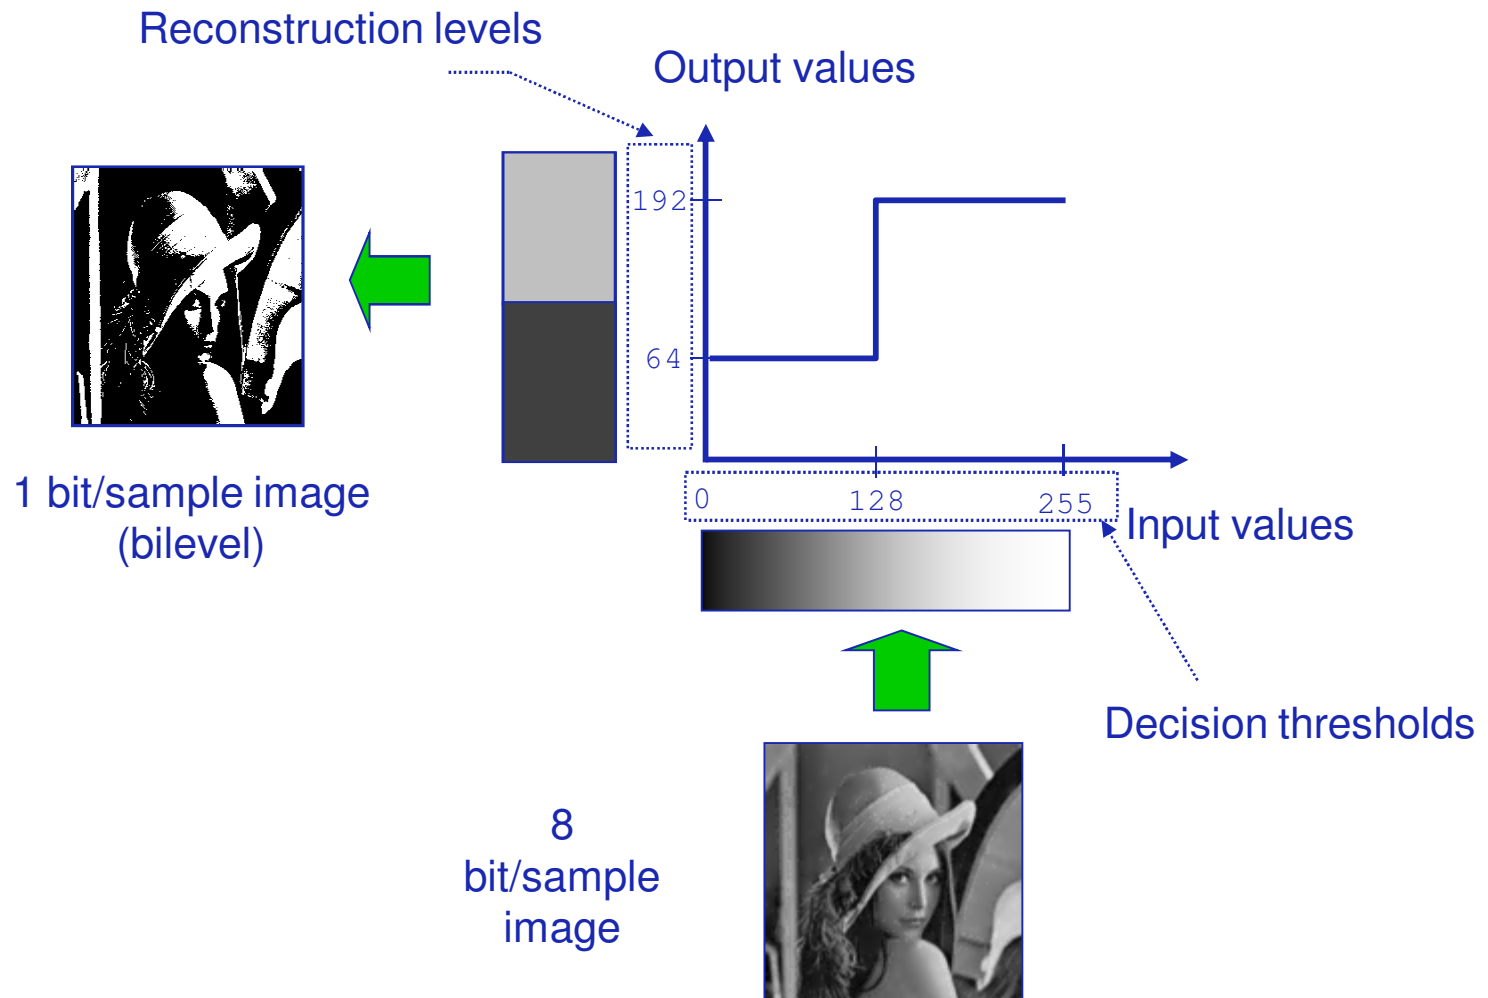 Reconstruction levels
Output values
192
64
1 bit/sample image
(bilevel)
0 128 255
Input values
Decision thresholds
8
bit/sample
image